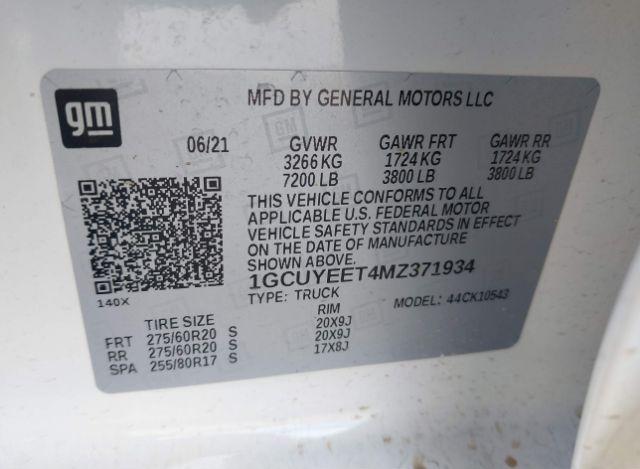 gm
MFD BY GENERAL MOTORS LLC
06/21 GVWR GAWR FRT GAWR RR
3266 KG 1724 KG 1724 KG
7200 LB 3800 LB 3800 LB
THIS VEHICLE CONFORMS TO ALL
APPLICABLE U.S. FEDERAL MOTOR
VEHICLE SAFETY STANDARDS IN EFFECT
ON THE DATE OF MANUFACTURE
SHOWN ABOVE.
1GCUYEET4MZ371934
140X TYPE: TRUCK MODEL: 44CK10543
TIRE SIZE RIM
FRT 275/60R20 S 20X9J
RR 275/60R20 S 20X9J
SPA 255/80R17 S 17X8J